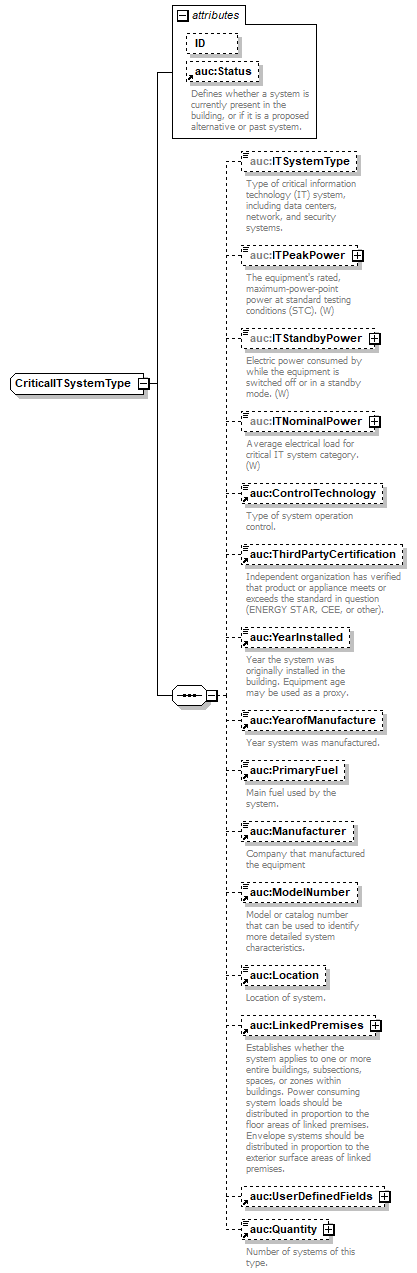 attributes
ID
auc:Status
Defines whether a system is
currently present in the
building, or if it is a proposed
alternative or past system.
CriticalITSystemType
auc:ITSystemType
Type of critical information
technology (IT) system,
including data centers,
network, and security
systems.
auc:ITPeakPower
The equipment's rated,
maximum-power-point
power at standard testing
conditions (STC). (W)
auc:ITStandbyPower
Electric power consumed by
while the equipment is
switched off or in a standby
mode. (W)
auc:ITNominalPower
Average electrical load for
critical IT system category.
(W)
auc:ControlTechnology
Type of system operation
control.
auc:ThirdPartyCertification
Independent organization has verified
that product or appliance meets or
exceeds the standard in question
(ENERGY STAR, CEE, or other).
auc:YearInstalled
Year the system was
originally installed in the
building. Equipment age
may be used as a proxy.
auc:YearofManufacture
Year system was manufactured.
auc:PrimaryFuel
Main fuel used by the
system.
auc:Manufacturer
Company that manufactured
the equipment
auc:ModelNumber
Model or catalog number
that can be used to identify
more detailed system
characteristics.
auc:Location
Location of system.
auc:LinkedPremises
Establishes whether the
system applies to one or more
entire buildings, subsections,
spaces, or zones within
buildings. Power consuming
system loads should be
distributed in proportion to the
floor areas of linked premises.
Envelope systems should be
distributed in proportion to the
exterior surface areas of linked
premises.
auc:UserDefinedFields
auc:Quantity
Number of systems of this
type.